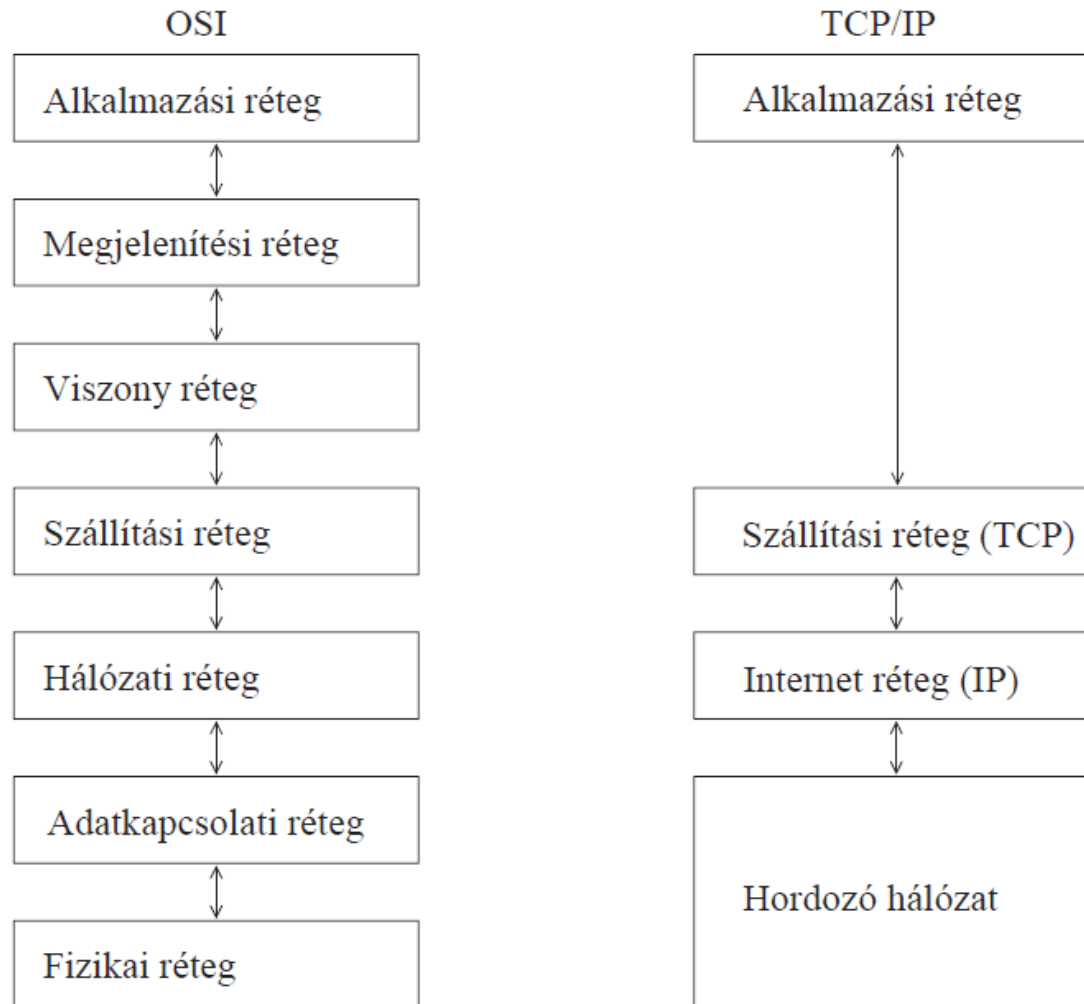 OSI
Alkalmazási réteg
Megjelenítési réteg
Viszony réteg
Szállítási réteg
Hálózati réteg
Adatkapcsolati réteg
Fizikai réteg
TCP/IP
Alkalmazási réteg
Szállítási réteg (TCP)
Internet réteg (IP)
Hordozó hálózat